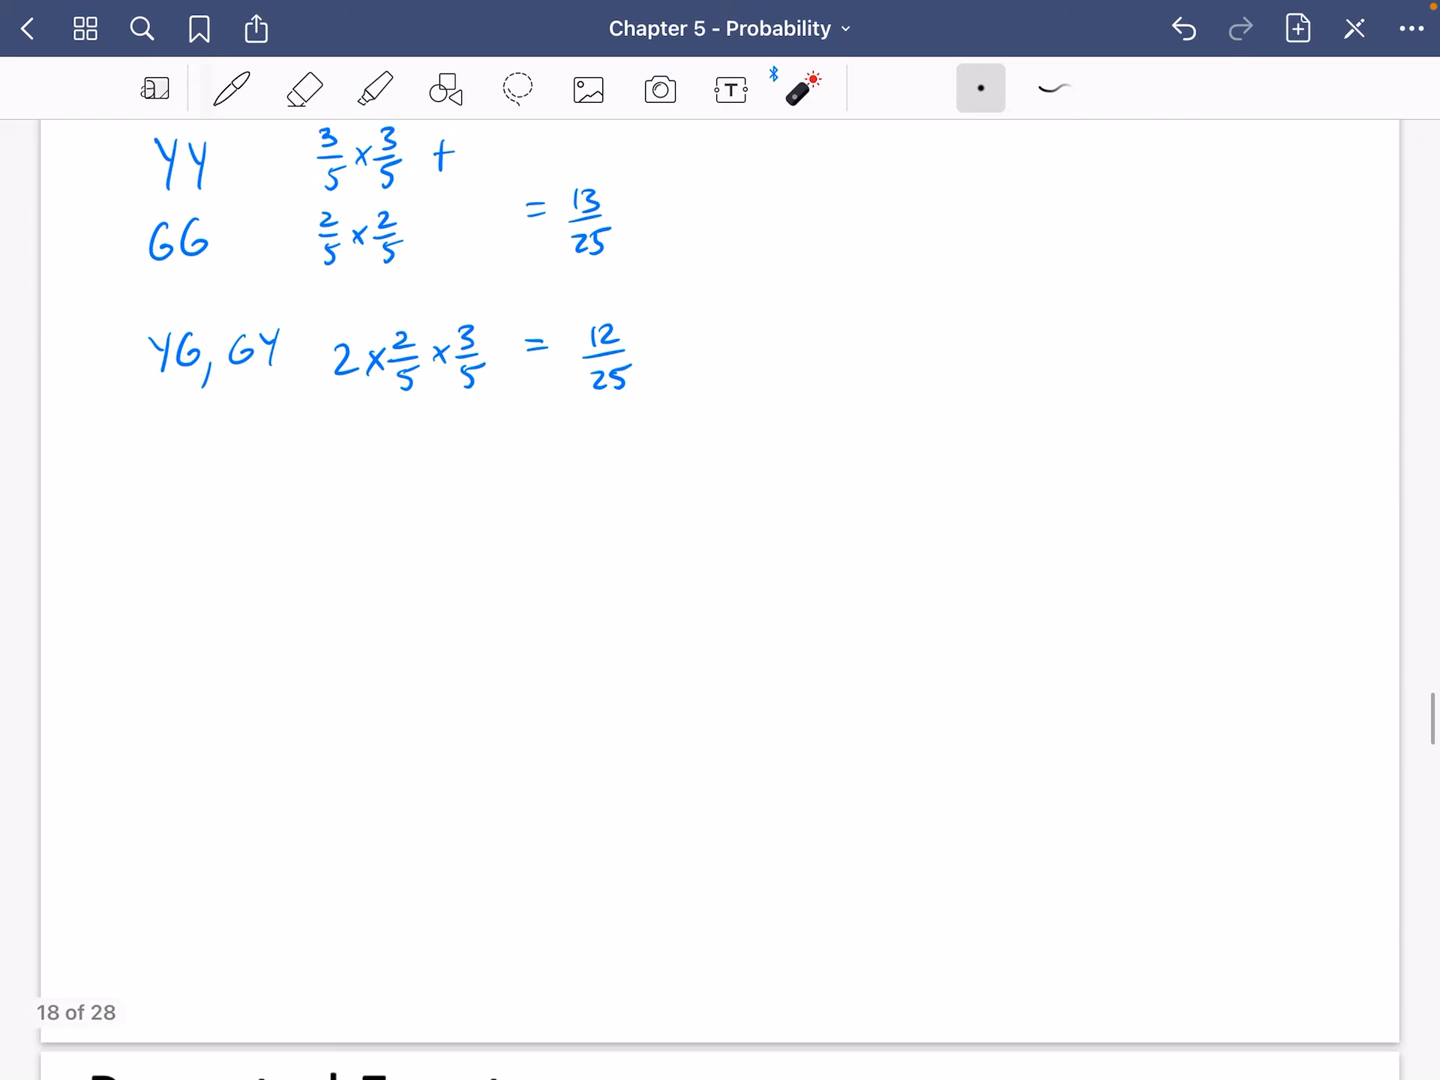 Chapter 5 - Probability
YY 3/5 × 3/5 +
GG 2/5 × 2/5 = 13/25
YG, GY 2 × 2/5 × 3/5 = 12/25
18 of 28